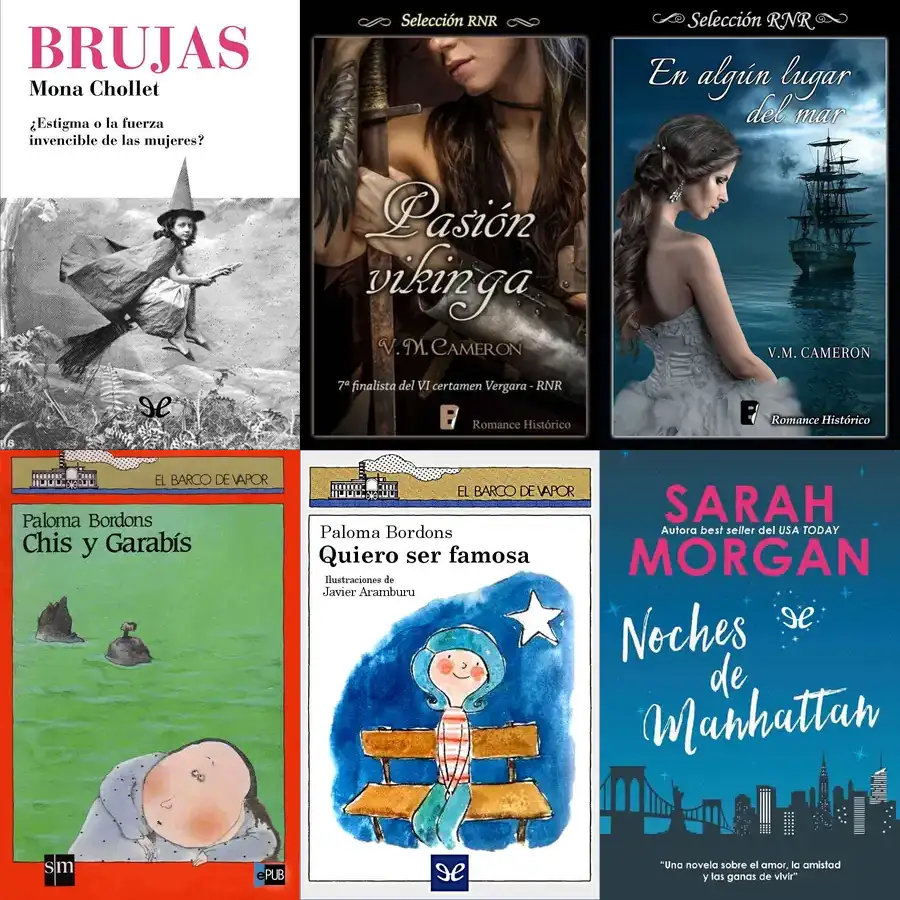 BRUJAS
Mona Chollet
¿Estigma o la fuerza
invencible de las mujeres?
Selección RNR
Pasión
vikinga
V.M. CAMERON
7ª finalista del VI certamen Vergara - RNR
B
Romance Histórico
Selección RNR
En algún lugar
del mar
V.M. CAMERON
B
Romance Histórico
EL BARCO DE VAPOR
Paloma Bordons
Chis y Garabís
sm
ePUB
EL BARCO DE VAPOR
Paloma Bordons
Quiero ser famosa
Ilustraciones de
Javier Aramburu
SARAH
Autora best seller del USA TODAY
MORGAN
Noches
de
Manhattan
"Una novela sobre el amor, la amistad
y las ganas de vivir"